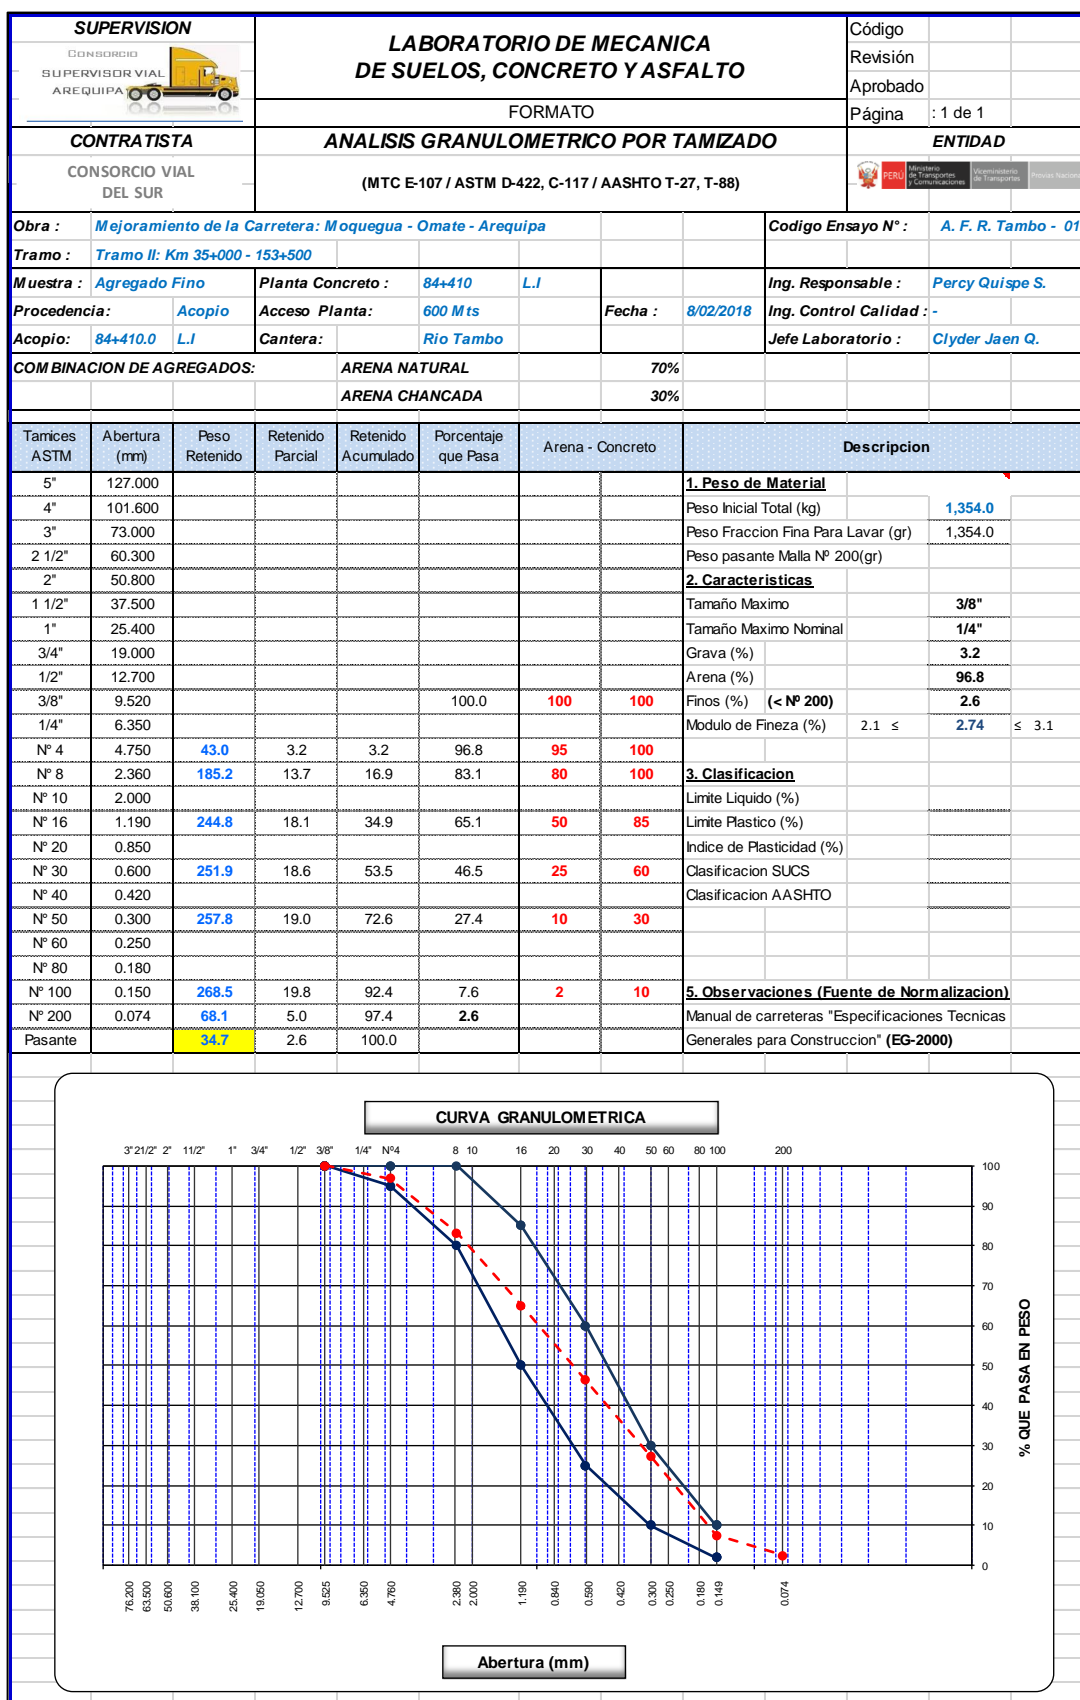 SUPERVISION
CONSORCIO
SUPERVISOR VIAL
AREQUIPA
LABORATORIO DE MECANICA
DE SUELOS, CONCRETO Y ASFALTO
FORMATO
Código
Revisión
Aprobado
Página : 1 de 1
CONTRATISTA
CONSORCIO VIAL
DEL SUR
ANALISIS GRANULOMETRICO POR TAMIZADO
(MTC E-107 / ASTM D-422, C-117 / AASHTO T-27, T-88)
ENTIDAD
PERÚ Ministerio de Transportes y Comunicaciones Viceministerio de Transportes Provias Nacional
Obra : Mejoramiento de la Carretera: Moquegua - Omate - Arequipa Codigo Ensayo N° : A. F. R. Tambo - 01
Tramo : Tramo II: Km 35+000 - 153+500
Muestra : Agregado Fino Planta Concreto : 84+410 L.I Ing. Responsable : Percy Quispe S.
Procedencia: Acopio Acceso Planta: 600 Mts Fecha : 8/02/2018 Ing. Control Calidad : -
Acopio: 84+410.0 L.I Cantera: Rio Tambo Jefe Laboratorio : Clyder Jaen Q.
COMBINACION DE AGREGADOS: ARENA NATURAL 70%
ARENA CHANCADA 30%
Tamices ASTM Abertura (mm) Peso Retenido Retenido Parcial Retenido Acumulado Porcentaje que Pasa Arena - Concreto Descripcion
5" 127.000 1. Peso de Material
4" 101.600 Peso Inicial Total (kg) 1,354.0
3" 73.000 Peso Fraccion Fina Para Lavar (gr) 1,354.0
2 1/2" 60.300 Peso pasante Malla Nº 200(gr)
2" 50.800 2. Caracteristicas
1 1/2" 37.500 Tamaño Maximo 3/8"
1" 25.400 Tamaño Maximo Nominal 1/4"
3/4" 19.000 Grava (%) 3.2
1/2" 12.700 Arena (%) 96.8
3/8" 9.520 100.0 100 100 Finos (%) (< Nº 200) 2.6
1/4" 6.350 Modulo de Fineza (%) 2.1 ≤ 2.74 ≤ 3.1
N° 4 4.750 43.0 3.2 3.2 96.8 95 100
N° 8 2.360 185.2 13.7 16.9 83.1 80 100 3. Clasificacion
N° 10 2.000 Limite Liquido (%)
N° 16 1.190 244.8 18.1 34.9 65.1 50 85 Limite Plastico (%)
N° 20 0.850 Indice de Plasticidad (%)
N° 30 0.600 251.9 18.6 53.5 46.5 25 60 Clasificacion SUCS
N° 40 0.420 Clasificacion AASHTO
N° 50 0.300 257.8 19.0 72.6 27.4 10 30
N° 60 0.250
N° 80 0.180
N° 100 0.150 268.5 19.8 92.4 7.6 2 10 5. Observaciones (Fuente de Normalizacion)
N° 200 0.074 68.1 5.0 97.4 2.6 Manual de carreteras "Especificaciones Tecnicas
Pasante 34.7 2.6 100.0 Generales para Construccion" (EG-2000)
CURVA GRANULOMETRICA
3" 21/2" 2" 11/2" 1" 3/4" 1/2" 3/8" 1/4" Nº4 8 10 16 20 30 40 50 60 80 100 200
100
90
80
70
60
50
40
30
20
10
0
% QUE PASA EN PESO
76.200 63.500 50.600 38.100 25.400 19.050 12.700 9.525 6.350 4.760 2.380 2.000 1.190 0.840 0.590 0.420 0.300 0.250 0.180 0.149 0.074
Abertura (mm)